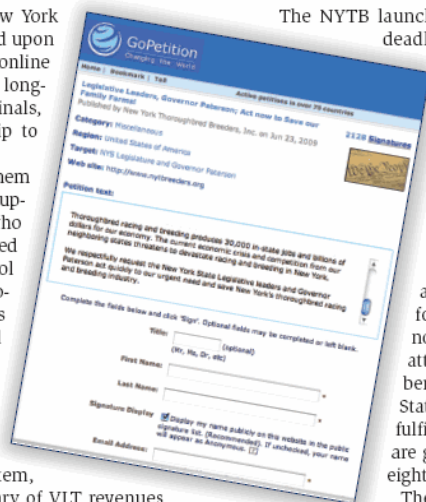 The NYTB launch
w York
d upon
online
long-
inals,
ip to
em
up-
ho
ed
ol
o-
s
deadl
GoPetition
Changing the World
Home | Bookmark | Taf
Active petitions in over 75 countries
Legislative Leaders, Governor Paterson; Act now to Save our
Family Farms!
Published by New York Thoroughbred Breeders, Inc. on Jun 23, 2009
2128 Signatures
Category: Miscellaneous
Region: United States of America
Target: NYS Legislature and Governor Paterson
Web site: http://www.nytbreeders.org
Petition text:
Thoroughbred racing and breeding produces 30,000 in-state jobs and billions of
dollars for our economy. The current economic crisis and competition from our
neighboring states threatens to devastate racing and breeding in New York.
We respectfully request the New York State Legislative leaders and Governor
Paterson act quickly to our urgent need and save New York's thoroughbred racing
and breeding industry.
Complete the fields below and click 'Sign'. Optional fields may be completed or left blank.
Title: (optional)
(Mr, Ms, Dr, etc)
First Name: *
Last Name: *
Signature Display Display my name publicly on this website in the public
signature list. (Recommended). If unchecked, your name
will appear as Anonymous. [?]
Email Address: *
a
fo
no
att
ber
Stat
fulfi
are g
eight
The
tem,
ary of VLT revenues